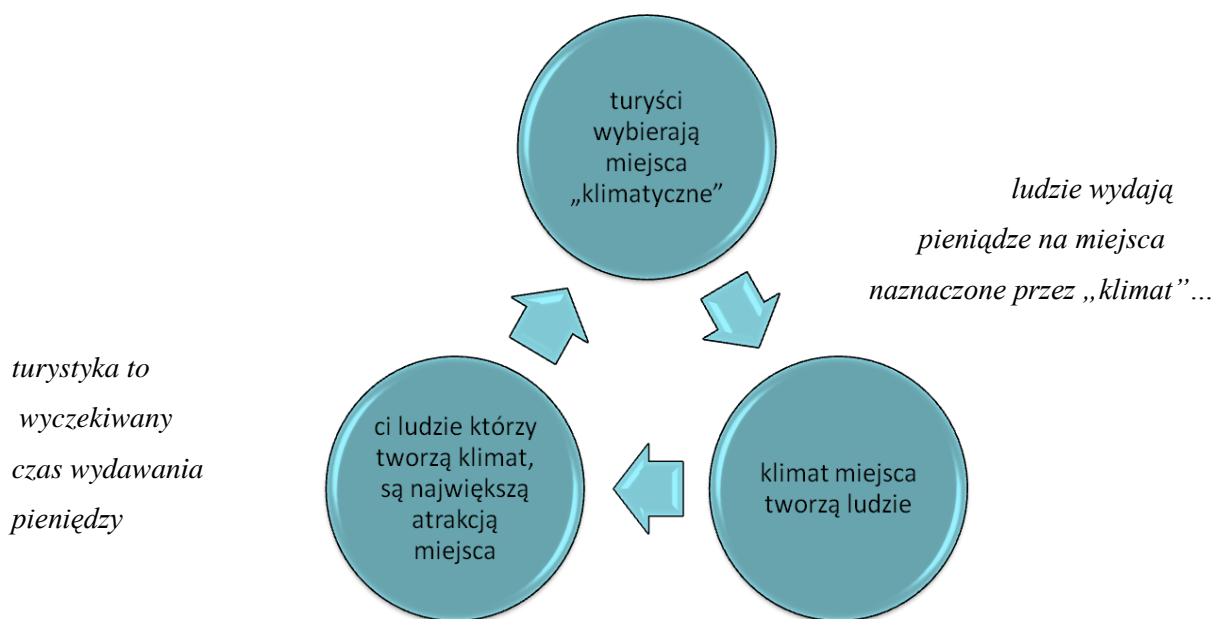 turyści
wybierają
miejsca
„klimatyczne”
ludzie wydają
pieniądze na miejsca
naznaczone przez „klimat”…
klimat miejsca
tworzą ludzie
ci ludzie którzy
tworzą klimat,
są największą
atrakcją
miejsca
turystyka to
wyczekiwany
czas wydawania
pieniędzy